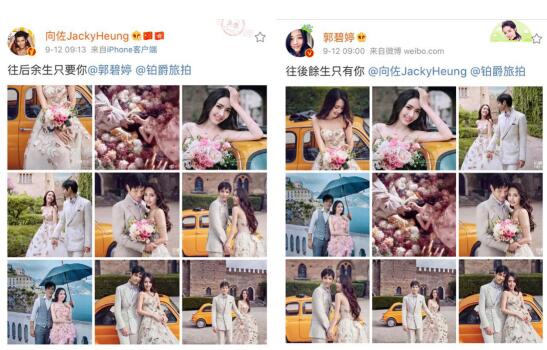 向佐JackyHeung
9-12 09:13 来自iPhone客户端
往后余生只要你@郭碧婷 @铂爵旅拍
郭碧婷
9-12 09:00 来自微博 weibo.com
往後餘生只有你 @向佐JackyHeung @铂爵旅拍